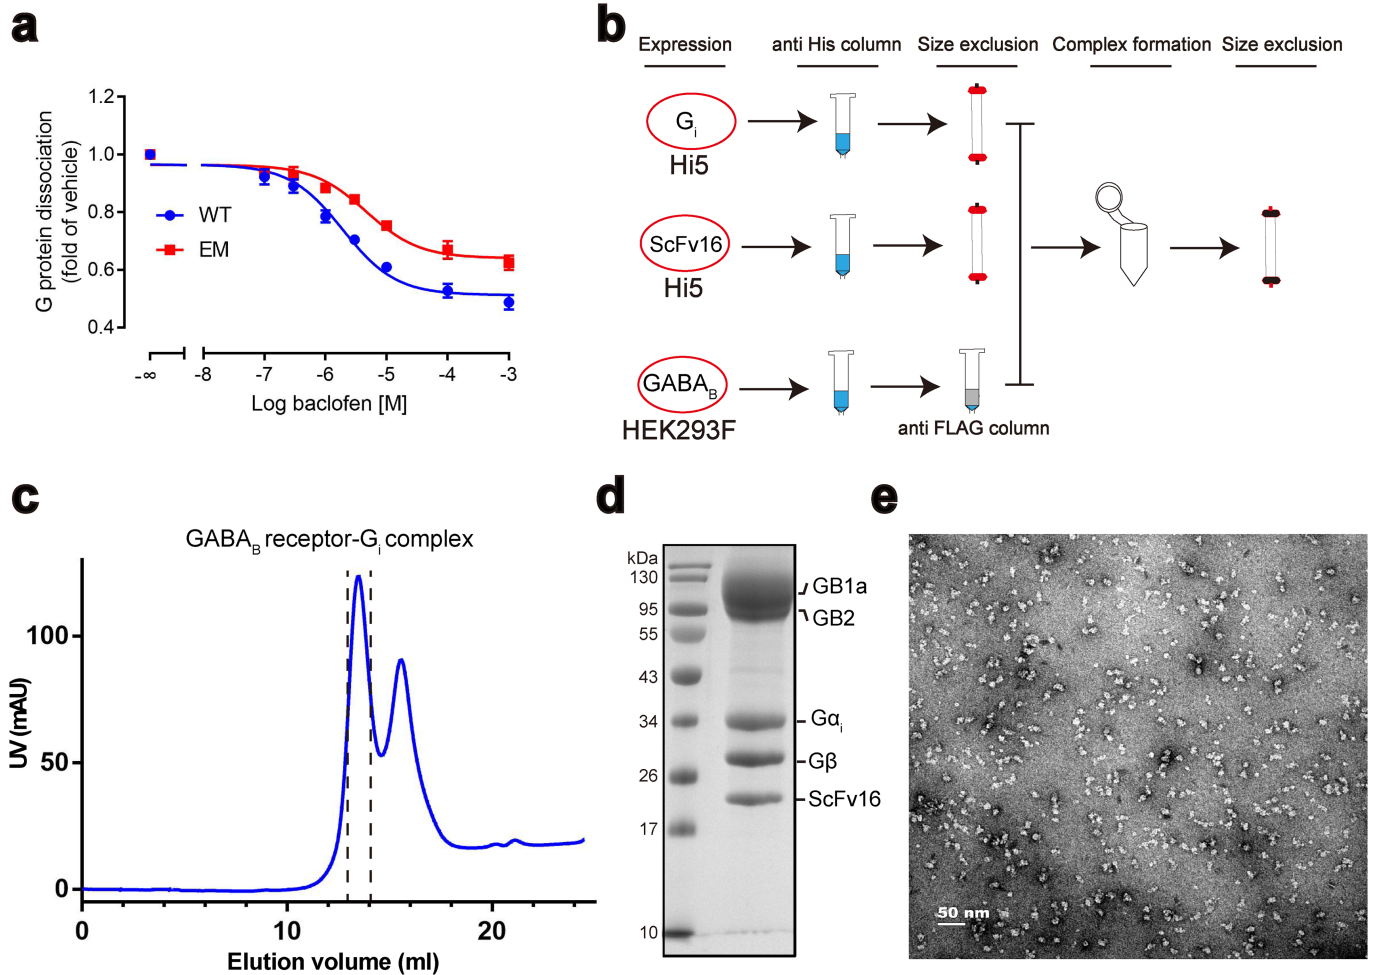 a
1.2
1.0
0.8
0.6
0.4
G protein dissociation
(fold of vehicle)
WT
EM
-∞ -8 -7 -6 -5 -4 -3
Log baclofen [M]
b
Expression anti His column Size exclusion Complex formation Size exclusion
Gi
Hi5
ScFv16
Hi5
GABAB
HEK293F
anti FLAG column
c
GABAB receptor-Gi complex
100
50
0
UV (mAU)
0 10 20
Elution volume (ml)
d
kDa
130
95
55
43
34
26
17
10
GB1a
GB2
Gαi
Gβ
ScFv16
e
50 nm